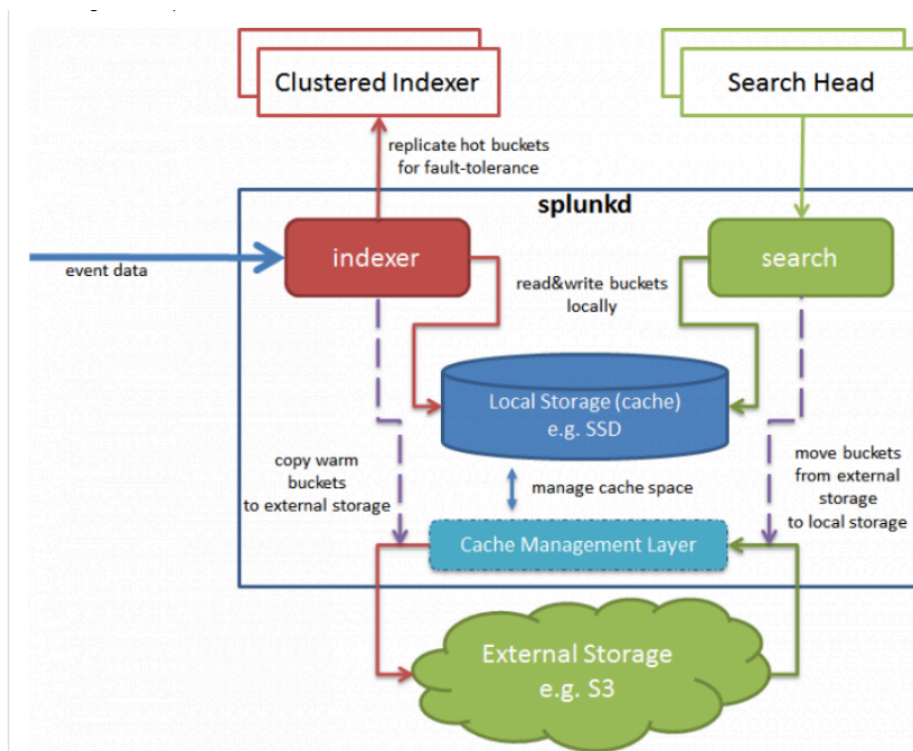 Clustered Indexer
Search Head
replicate hot buckets
for fault-tolerance
splunkd
indexer
search
event data
read&write buckets
locally
Local Storage (cache)
e.g. SSD
copy warm
buckets
to external storage
manage cache space
move buckets
from external
storage
to local storage
Cache Management Layer
External Storage
e.g. S3